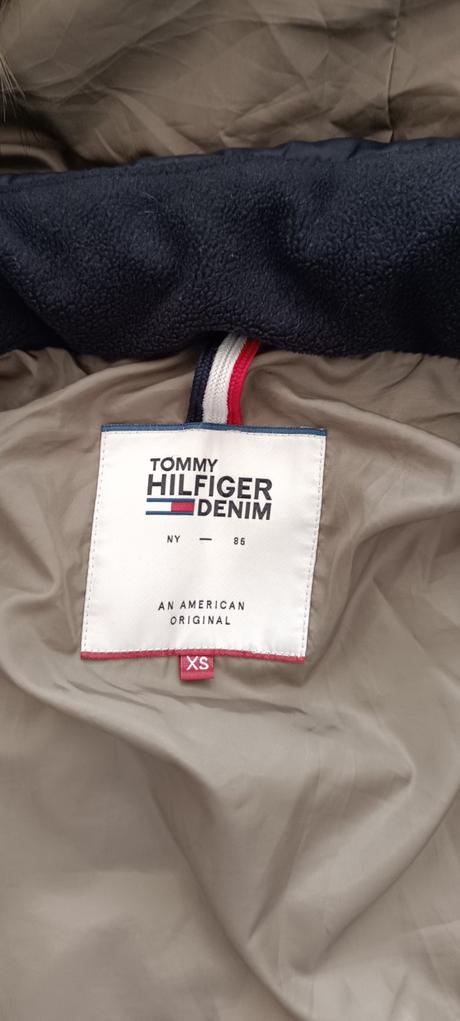 TOMMY
HILFIGER
DENIM
NY — 85
AN AMERICAN
ORIGINAL
XS